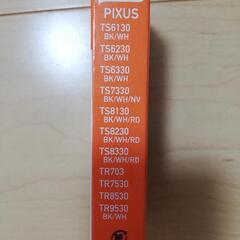 PIXUS
TS6130
BK/WH
TS6230
BK/WH
TS6330
BK/WH
TS7330
BK/WH/NV
TS8130
BK/WH/RD
TS8230
BK/WH/RD
TS8330
BK/WH/RD
TR703
TR7530
TR8530
TR9530
BK/WH